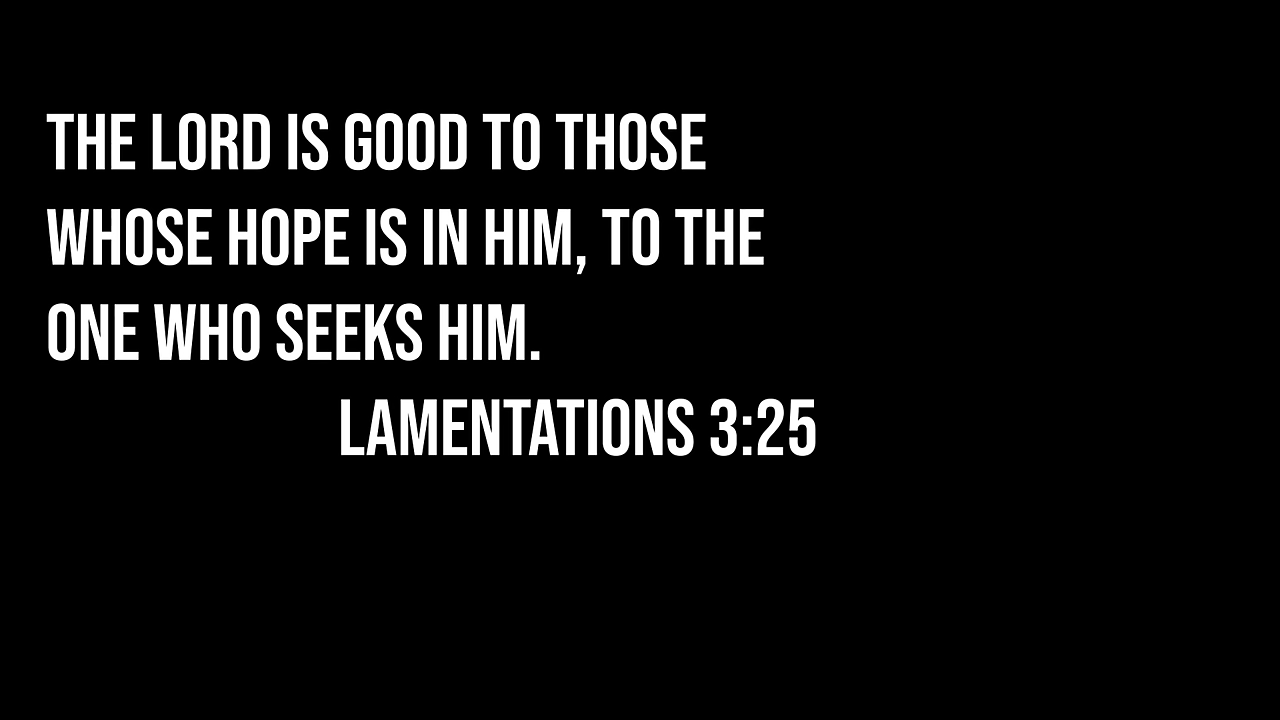 THE LORD IS GOOD TO THOSE
WHOSE HOPE IS IN HIM, TO THE
ONE WHO SEEKS HIM.
LAMENTATIONS 3:25